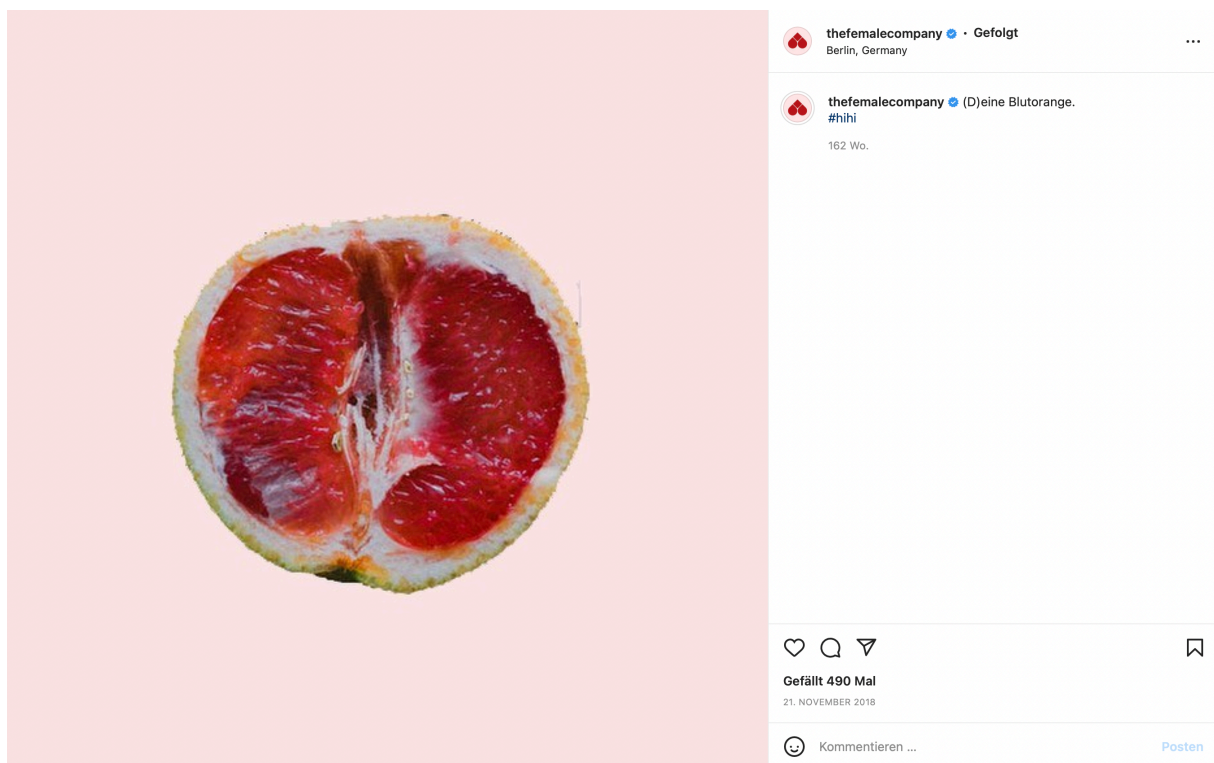 thefemalecompany • Gefolgt
Berlin, Germany
thefemalecompany (D)eine Blutorange.
#hihi
162 Wo.
Gefällt 490 Mal
21. NOVEMBER 2018
Kommentieren ...
Posten